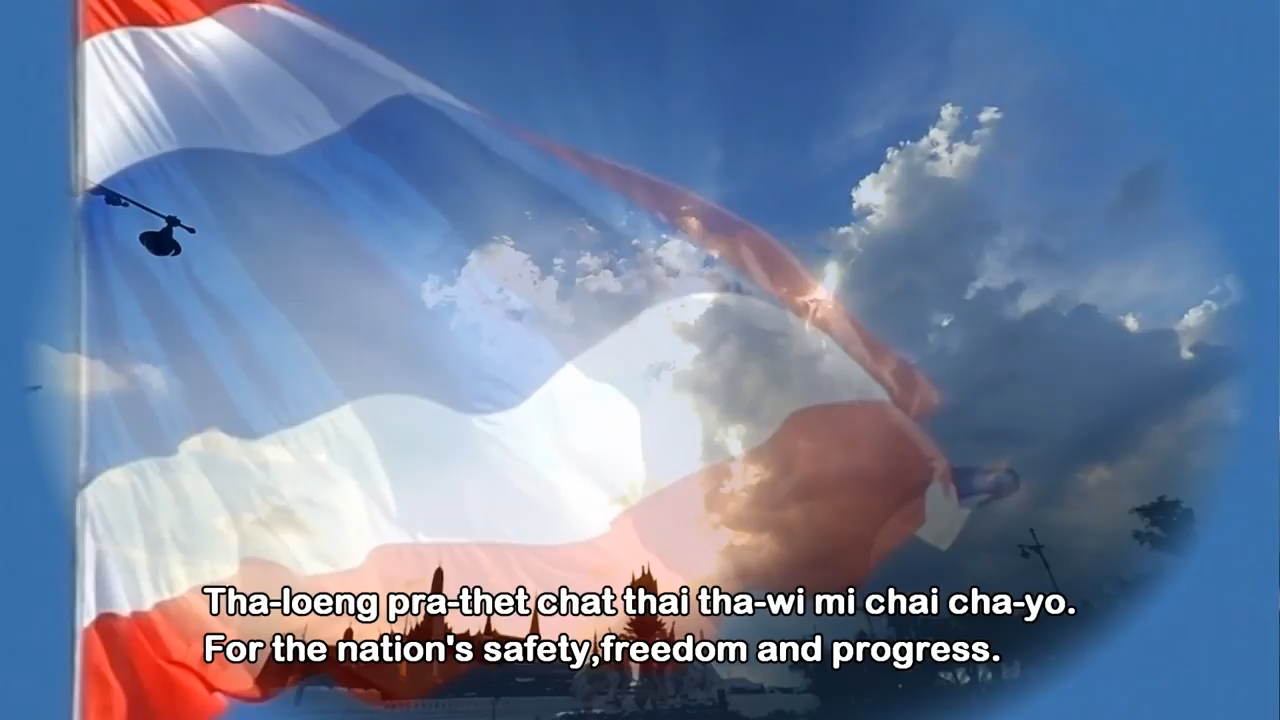 Tha-loeng pra-thet chat thai tha-wi mi chai cha-yo.
For the nation's safety,freedom and progress.